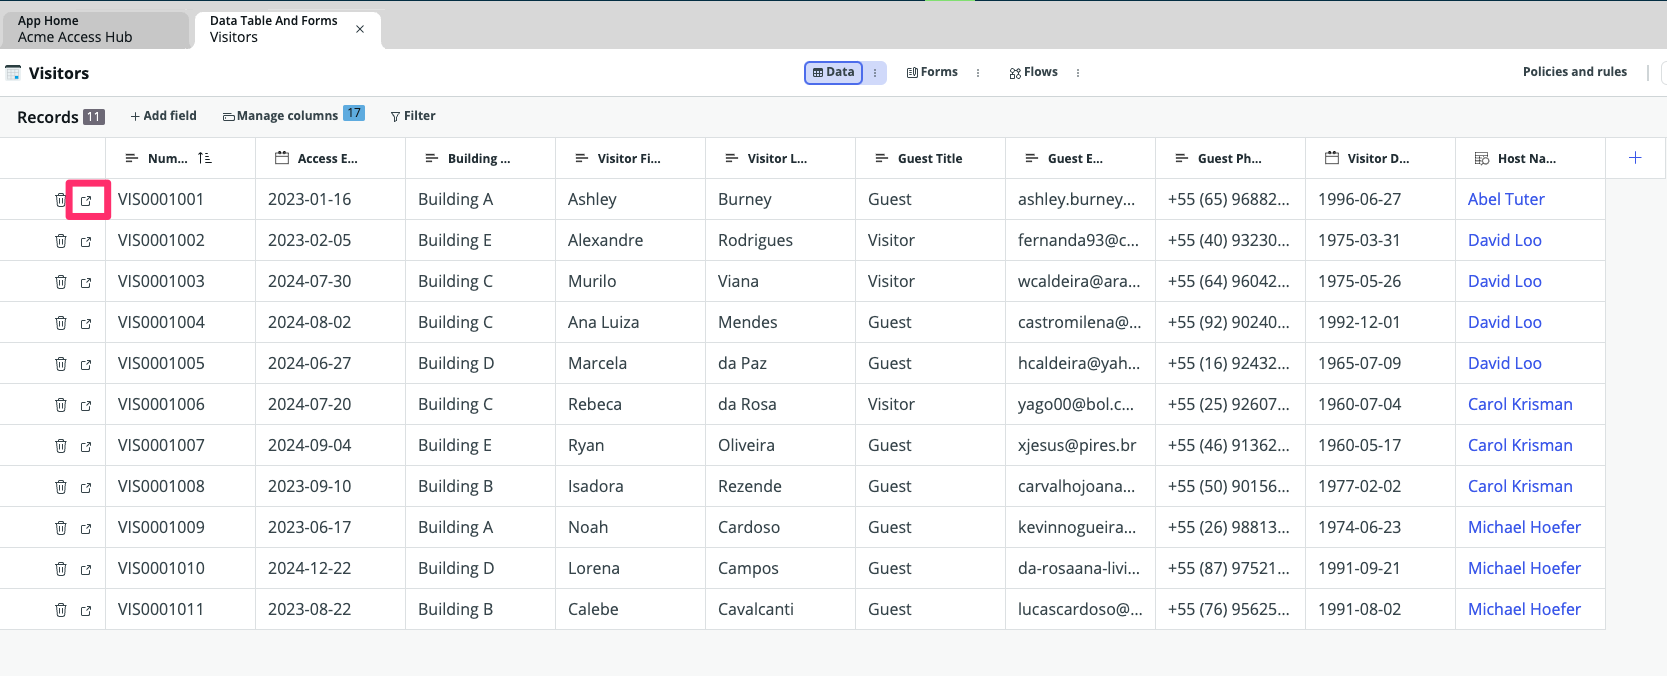 App Home
Acme Access Hub
Data Table And Forms
Visitors
Visitors
Data
Forms
Flows
Policies and rules
Records 11
Add field
Manage columns 17
Filter
Num... Access E... Building ... Visitor Fi... Visitor L... Guest Title Guest E... Guest Ph... Visitor D... Host Na...
VIS0001001 2023-01-16 Building A Ashley Burney Guest ashley.burney... +55 (65) 96882... 1996-06-27 Abel Tuter
VIS0001002 2023-02-05 Building E Alexandre Rodrigues Visitor fernanda93@c... +55 (40) 93230... 1975-03-31 David Loo
VIS0001003 2024-07-30 Building C Murilo Viana Visitor wcaldeira@ara... +55 (64) 96042... 1975-05-26 David Loo
VIS0001004 2024-08-02 Building C Ana Luiza Mendes Guest castromilena@... +55 (92) 90240... 1992-12-01 David Loo
VIS0001005 2024-06-27 Building D Marcela da Paz Guest hcaldeira@yah... +55 (16) 92432... 1965-07-09 David Loo
VIS0001006 2024-07-20 Building C Rebeca da Rosa Visitor yago00@bol.c... +55 (25) 92607... 1960-07-04 Carol Krisman
VIS0001007 2024-09-04 Building E Ryan Oliveira Guest xjesus@pires.br +55 (46) 91362... 1960-05-17 Carol Krisman
VIS0001008 2023-09-10 Building B Isadora Rezende Guest carvalhojoana... +55 (50) 90156... 1977-02-02 Carol Krisman
VIS0001009 2023-06-17 Building A Noah Cardoso Guest kevinnogueira... +55 (26) 98813... 1974-06-23 Michael Hoefer
VIS0001010 2024-12-22 Building D Lorena Campos Guest da-rosaana-livi... +55 (87) 97521... 1991-09-21 Michael Hoefer
VIS0001011 2023-08-22 Building B Calebe Cavalcanti Guest lucascardoso@... +55 (76) 95625... 1991-08-02 Michael Hoefer